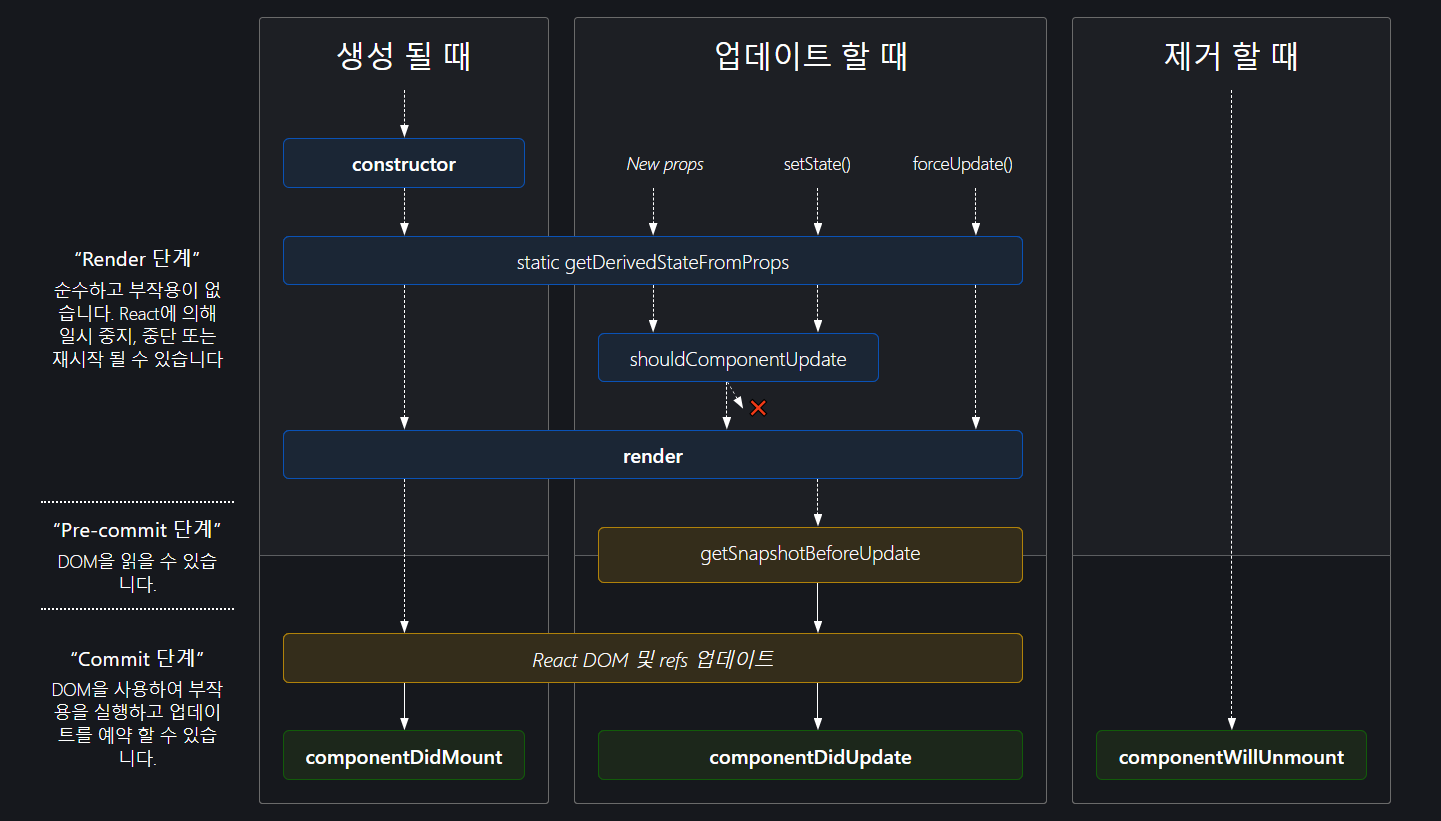 생성 될 때
업데이트 할 때
제거 할 때
constructor
New props
setState()
forceUpdate()
“Render 단계”
순수하고 부작용이 없
습니다. React에 의해
일시 중지, 중단 또는
재시작 될 수 있습니다
static getDerivedStateFromProps
shouldComponentUpdate
render
“Pre-commit 단계”
DOM을 읽을 수 있습
니다.
getSnapshotBeforeUpdate
“Commit 단계”
DOM을 사용하여 부작
용을 실행하고 업데이
트를 예약 할 수 있습
니다.
React DOM 및 refs 업데이트
componentDidMount
componentDidUpdate
componentWillUnmount